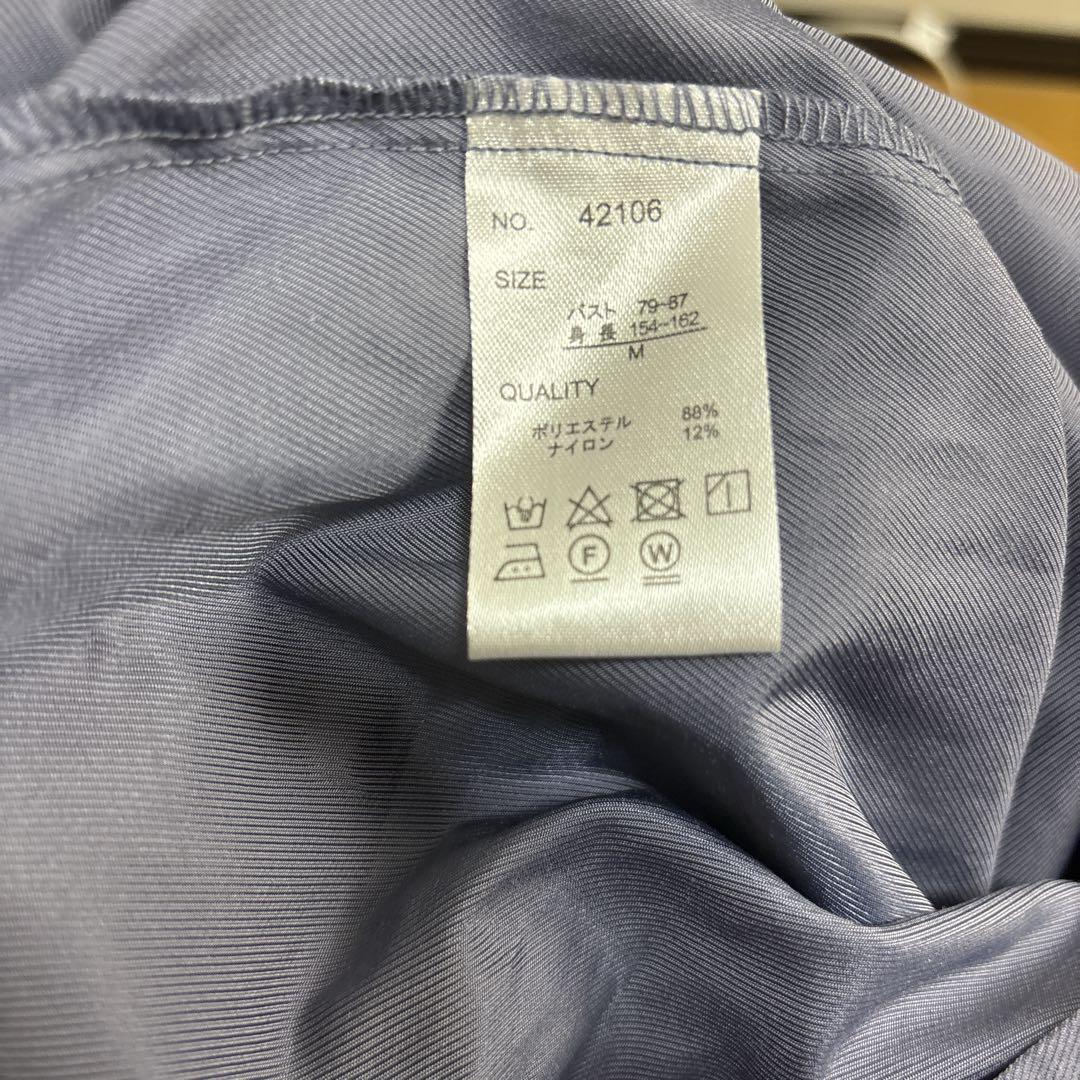 NO. 42106
SIZE
バスト 79~87
身長 154~162
M
QUALITY
ポリエステル 88%
ナイロン 12%
F W